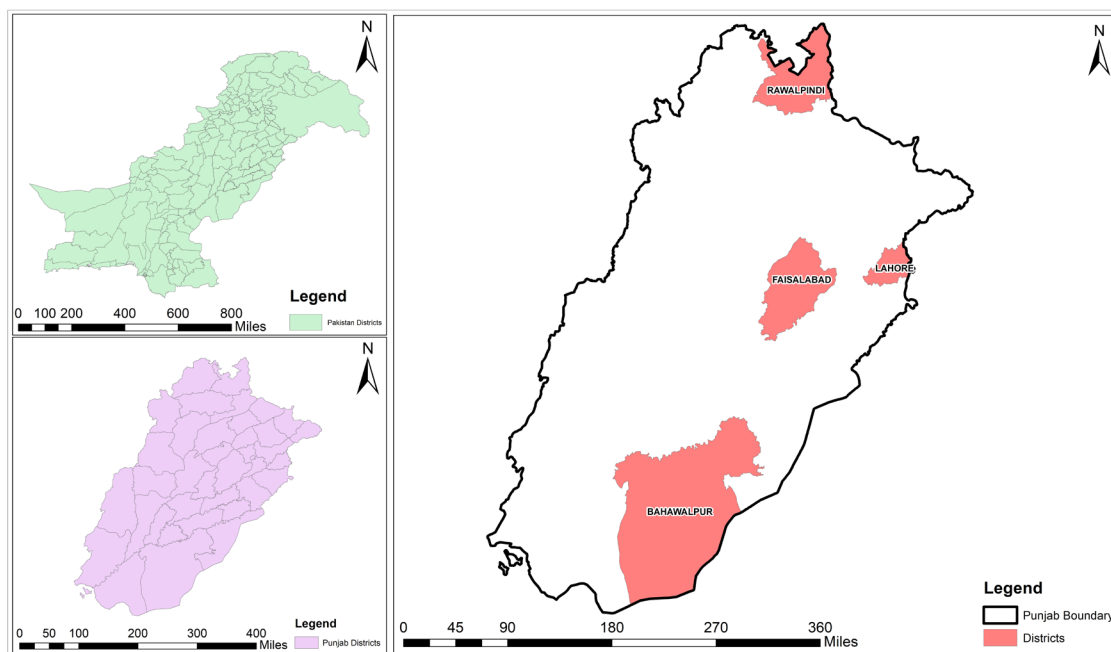 N
Legend
Pakistan Districts
0 100 200 400 600 800 Miles
N
Legend
Punjab Districts
0 50 100 200 300 400 Miles
N
RAWALPINDI
LAHORE
FAISALABAD
BAHAWALPUR
Legend
Punjab Boundary
Districts
0 45 90 180 270 360 Miles